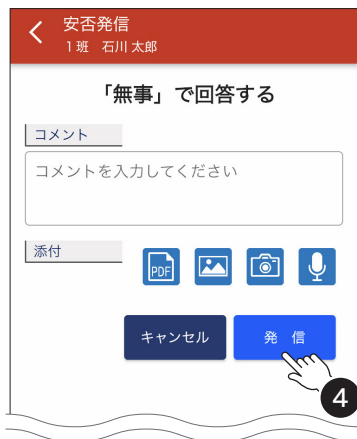 安否発信
1班 石川 太郎
「無事」で回答する
コメント
コメントを入力してください
添付
PDF
キャンセル
発 信
4